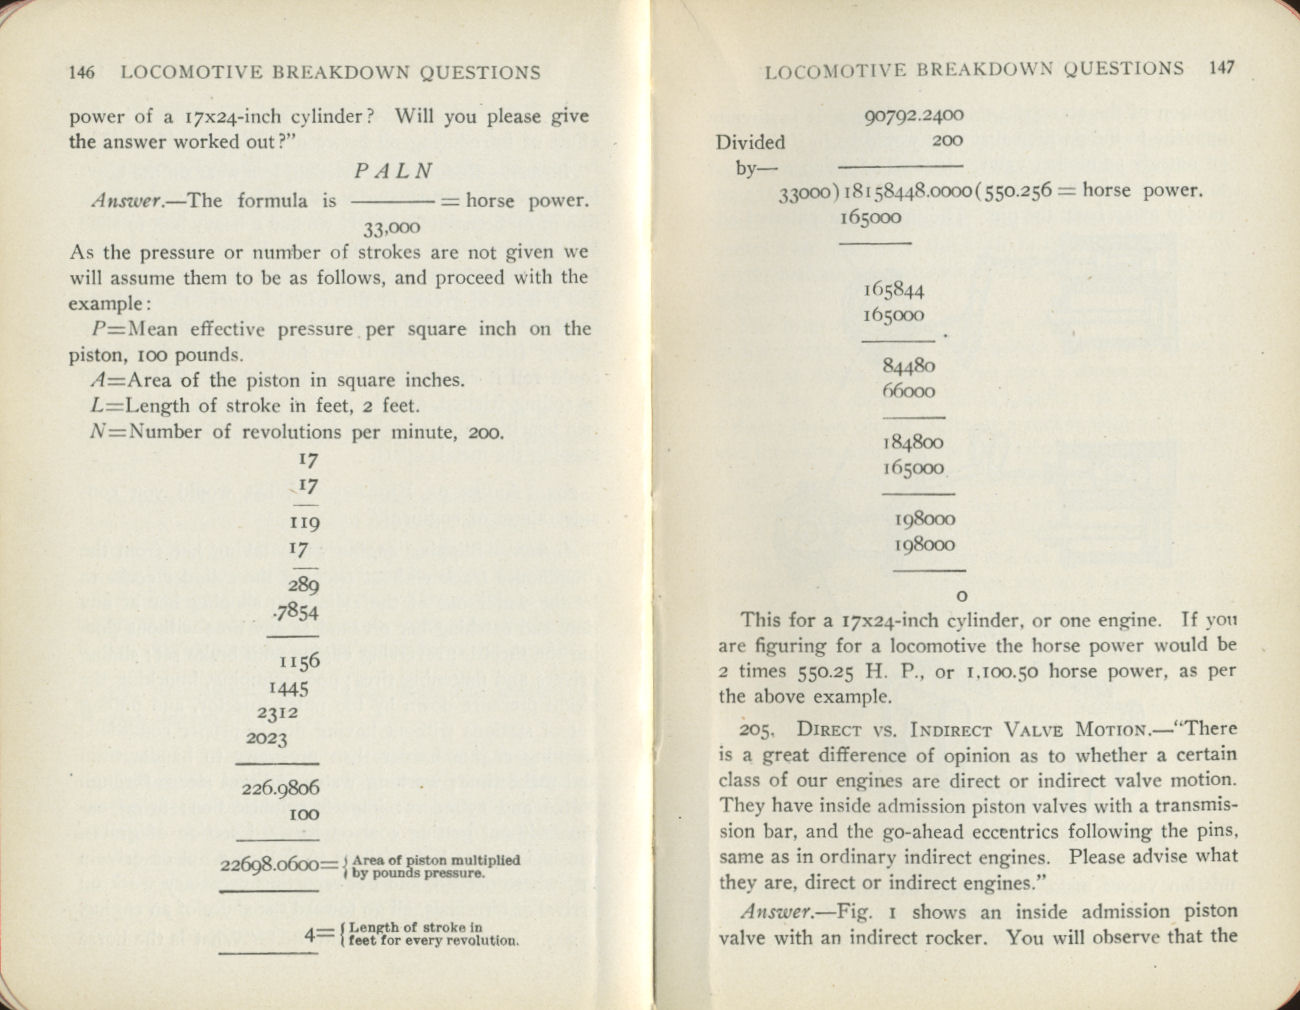 146 LOCOMOTIVE BREAKDOWN QUESTIONS
power of a 17x24-inch cylinder? Will you please give
the answer worked out?"
P A L N
Answer.—The formula is ——— = horse power.
33,000
As the pressure or number of strokes are not given we
will assume them to be as follows, and proceed with the
example:
P=Mean effective pressure per square inch on the
piston, 100 pounds.
A=Area of the piston in square inches.
L=Length of stroke in feet, 2 feet.
N=Number of revolutions per minute, 200.
17
17
119
17
289
.7854
1156
1445
2312
2023
226.9806
100
22698.0600= { Area of piston multiplied
by pounds pressure.
4= { Length of stroke in
feet for every revolution.
LOCOMOTIVE BREAKDOWN QUESTIONS 147
90792.2400
Divided 200
by—
33000)18158448.0000(550.256 = horse power.
165000
165844
165000
84480
66000
184800
165000
198000
198000
0
This for a 17x24-inch cylinder, or one engine. If you
are figuring for a locomotive the horse power would be
2 times 550.25 H. P., or 1,100.50 horse power, as per
the above example.
205. DIRECT VS. INDIRECT VALVE MOTION.—"There
is a great difference of opinion as to whether a certain
class of our engines are direct or indirect valve motion.
They have inside admission piston valves with a transmis-
sion bar, and the go-ahead eccentrics following the pins,
same as in ordinary indirect engines. Please advise what
they are, direct or indirect engines."
Answer.—Fig. 1 shows an inside admission piston
valve with an indirect rocker. You will observe that the